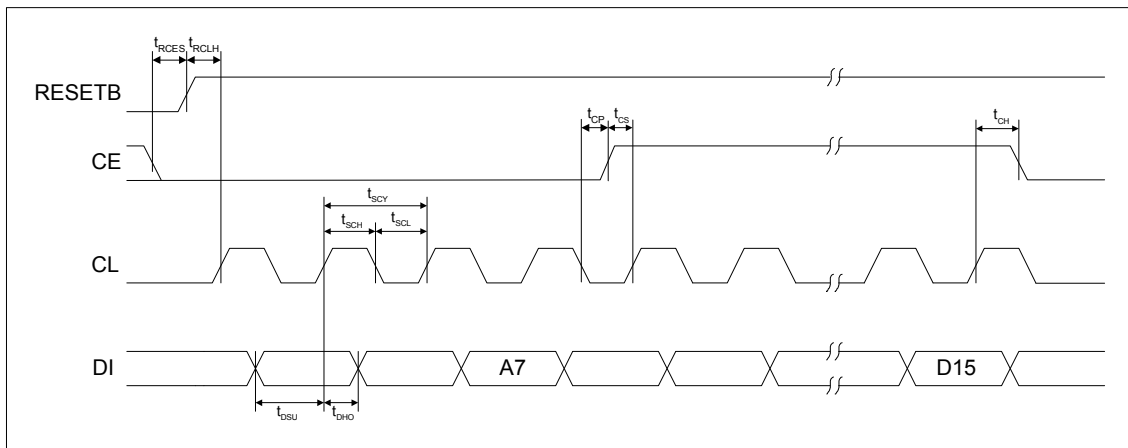 tRCES tRCLH
RESETB
tCP tCS tCH
CE
tSCY
tSCH tSCL
CL
DI A7 D15
tDSU tDHO